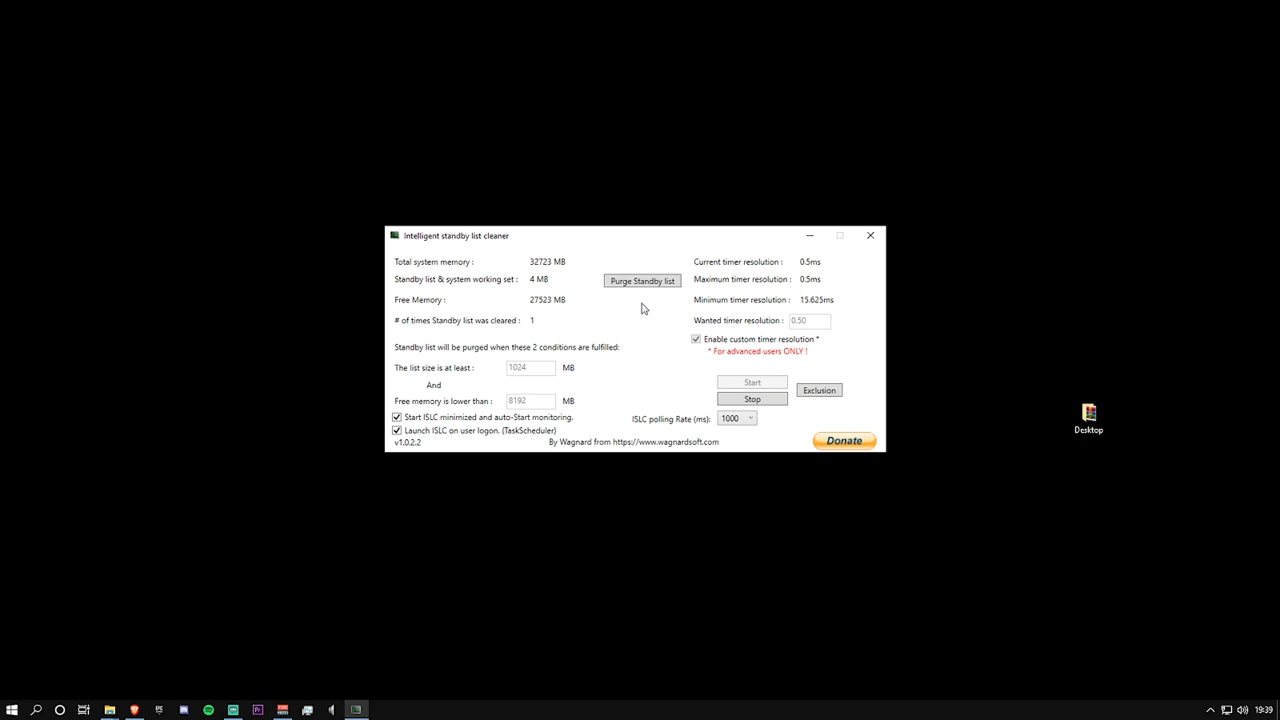 Intelligent standby list cleaner
Total system memory : 32723 MB
Standby list & system working set : 4 MB
Free Memory : 27523 MB
# of times Standby list was cleared : 1
Purge Standby list
Current timer resolution : 0.5ms
Maximum timer resolution : 0.5ms
Minimum timer resolution : 15.625ms
Wanted timer resolution : 0.50
Enable custom timer resolution *
* For advanced users ONLY !
Standby list will be purged when these 2 conditions are fulfilled:
The list size is at least : 1024 MB
And
Free memory is lower than : 8192 MB
Start
Stop
Exclusion
ISLC polling Rate (ms): 1000
Start ISLC minimized and auto-Start monitoring.
Launch ISLC on user logon. (TaskScheduler)
v1.0.2.2
By Wagnard from https://www.wagnardsoft.com
Donate
Desktop
Pr
19:39